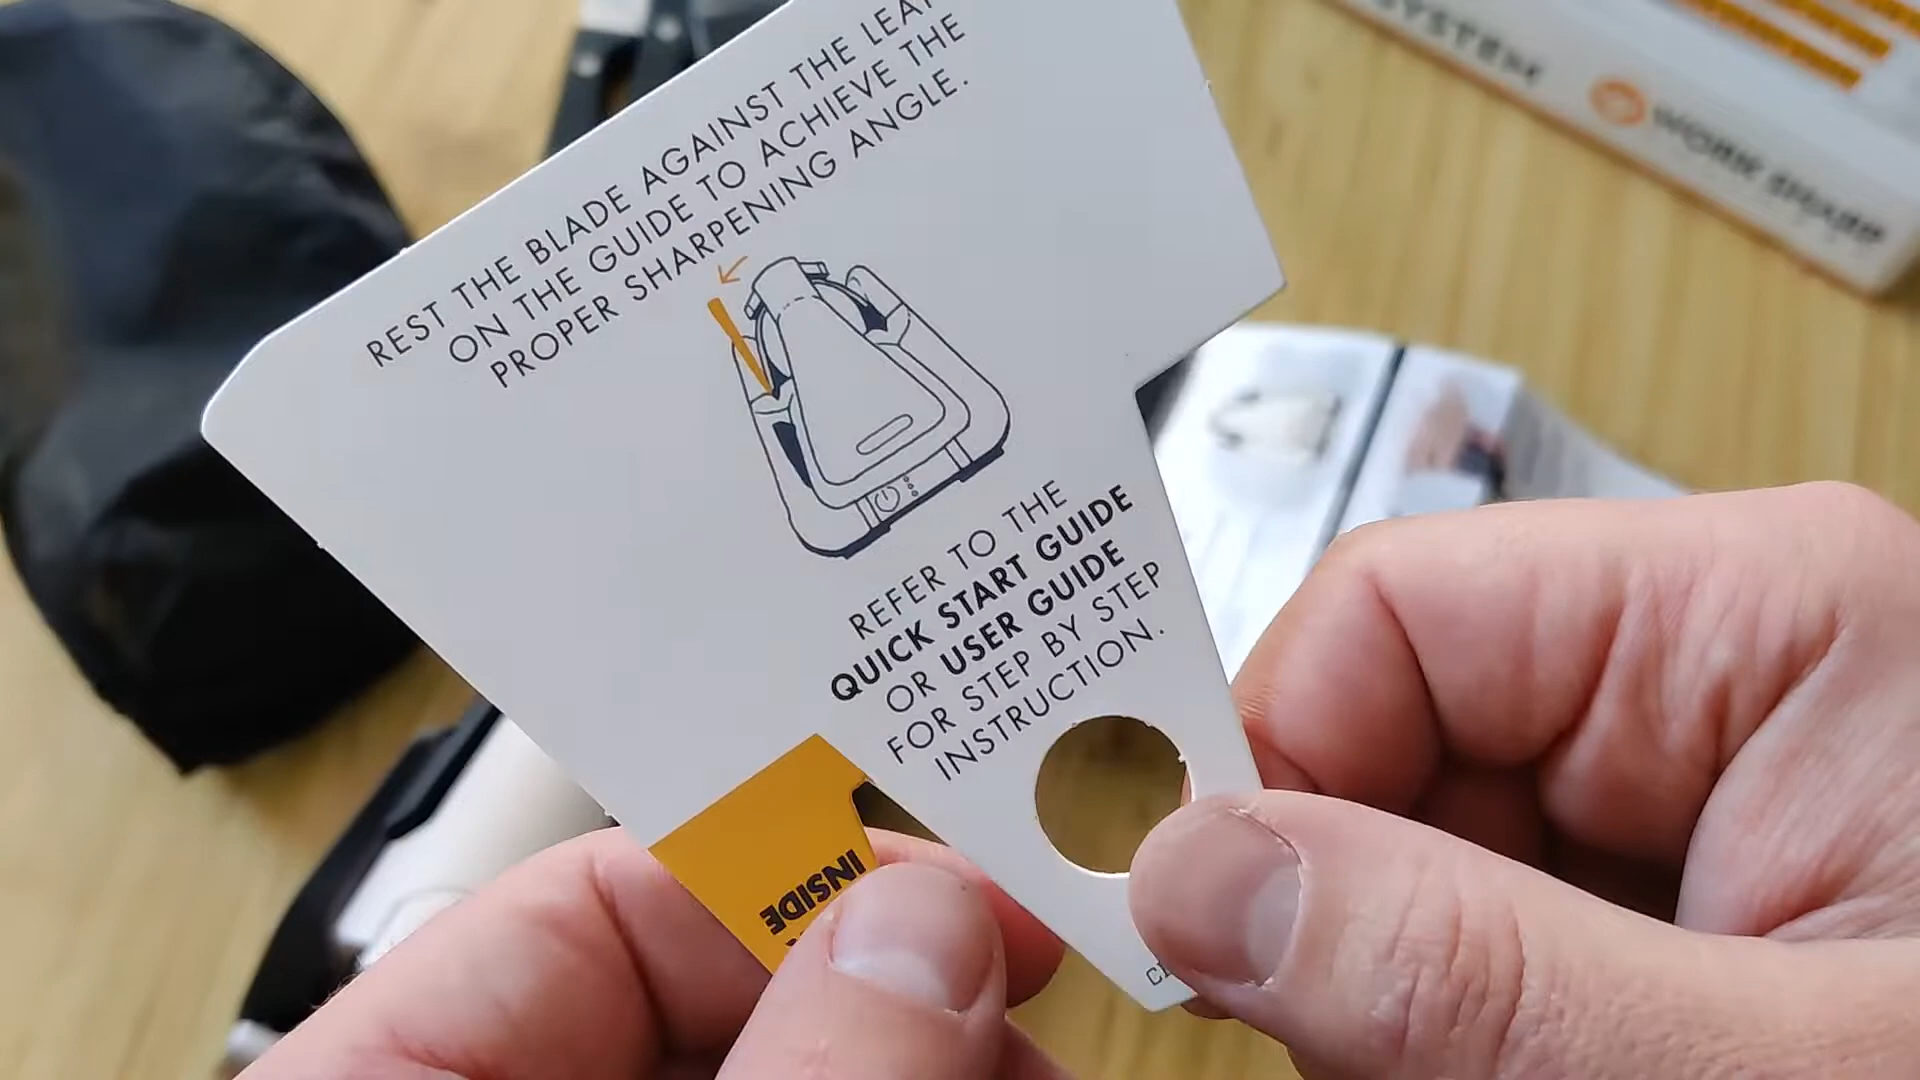 REST THE BLADE AGAINST THE
ON THE GUIDE TO ACHIEVE THE
PROPER SHARPENING ANGLE.
REFER TO THE
QUICK START GUIDE
OR USER GUIDE
FOR STEP BY STEP
INSTRUCTION.
INSIDE
SYSTEM
WORK SHARP